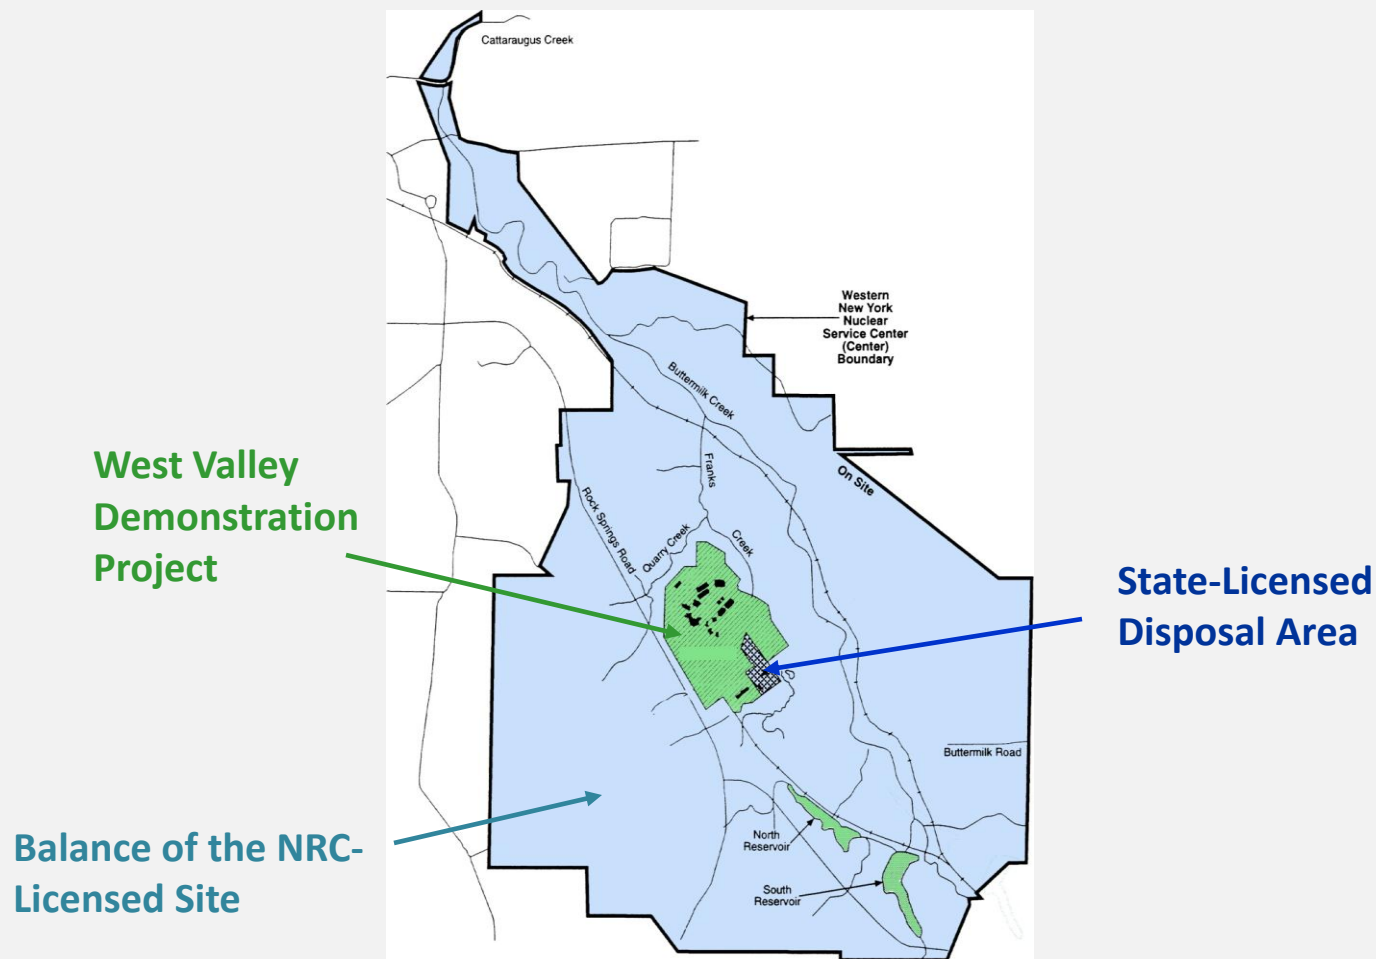 Cattaraugus Creek
Western
New York
Nuclear
Service Center
(Center)
Boundary
Buttermilk Creek
Franks
Creek
On Site
Rock Springs Road
Quarry Creek
West Valley
Demonstration
Project
State-Licensed
Disposal Area
Buttermilk Road
North
Reservoir
South
Reservoir
Balance of the NRC-
Licensed Site